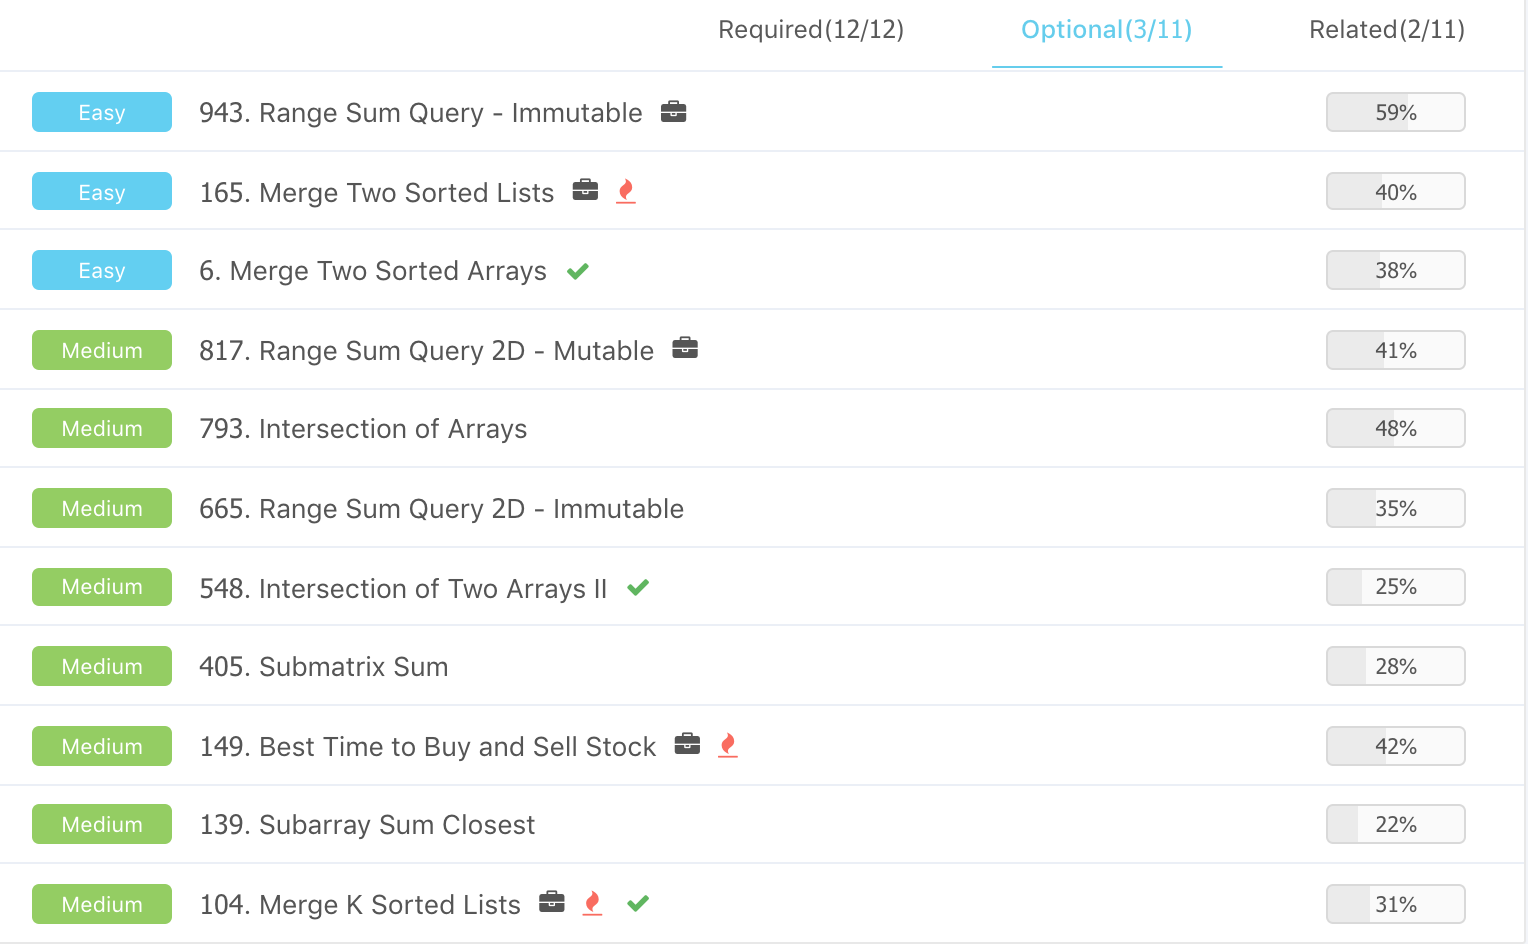 Required(12/12) Optional(3/11) Related(2/11)
Easy 943. Range Sum Query - Immutable 59%
Easy 165. Merge Two Sorted Lists 40%
Easy 6. Merge Two Sorted Arrays 38%
Medium 817. Range Sum Query 2D - Mutable 41%
Medium 793. Intersection of Arrays 48%
Medium 665. Range Sum Query 2D - Immutable 35%
Medium 548. Intersection of Two Arrays II 25%
Medium 405. Submatrix Sum 28%
Medium 149. Best Time to Buy and Sell Stock 42%
Medium 139. Subarray Sum Closest 22%
Medium 104. Merge K Sorted Lists 31%